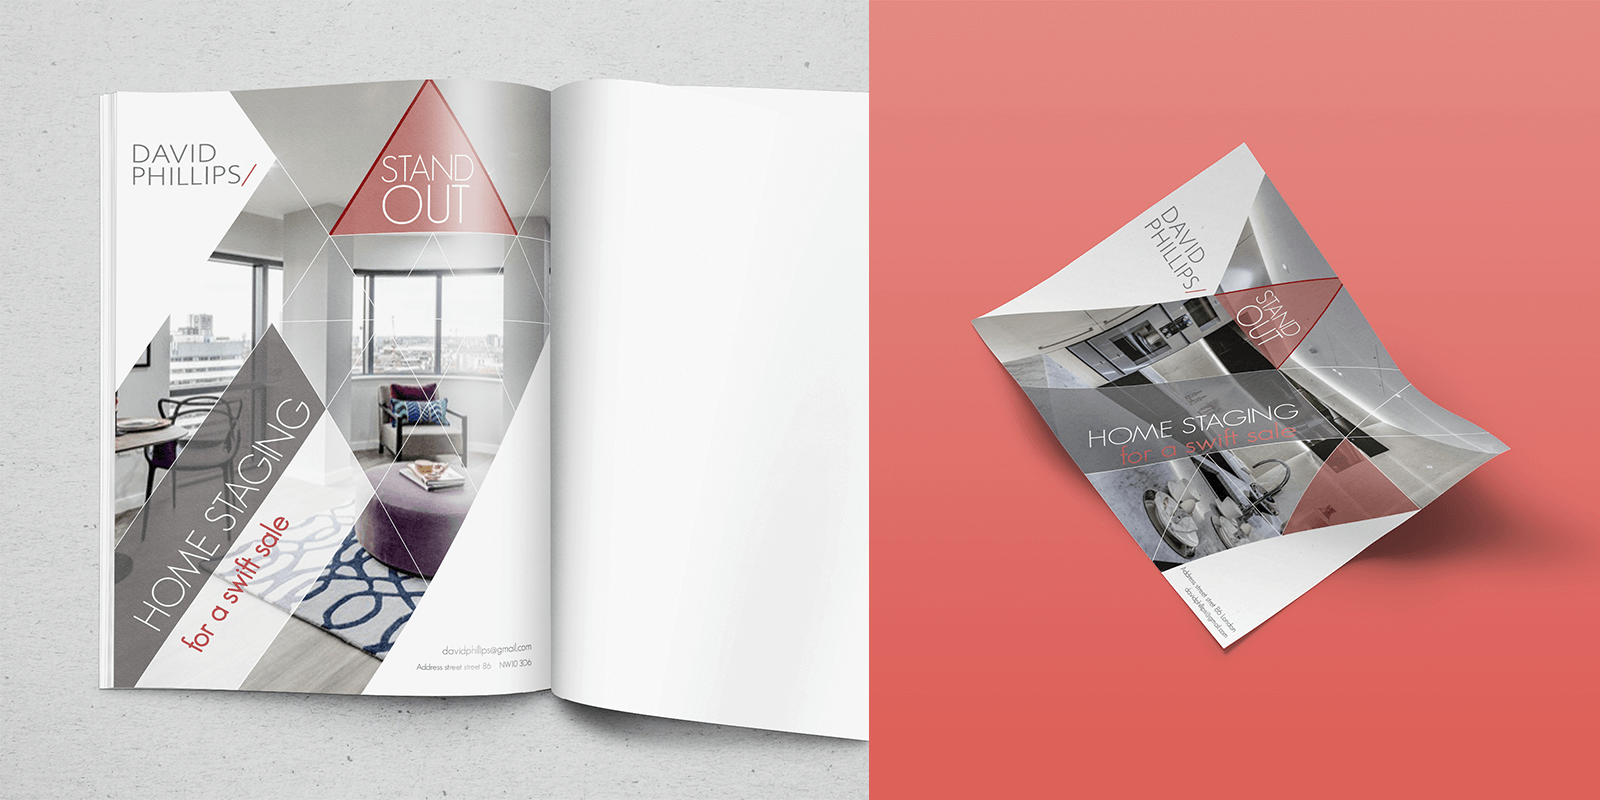 DAVID
PHILLIPS/
STAND
OUT
HOME STAGING
for a swift sale
davidphillips@gmail.com
Address street street 86 NW10 3O6
DAVID
PHILLIPS/
STAND
OUT
HOME STAGING
for a swift sale
Address street stret 86 London
davidphillips@gmail.com